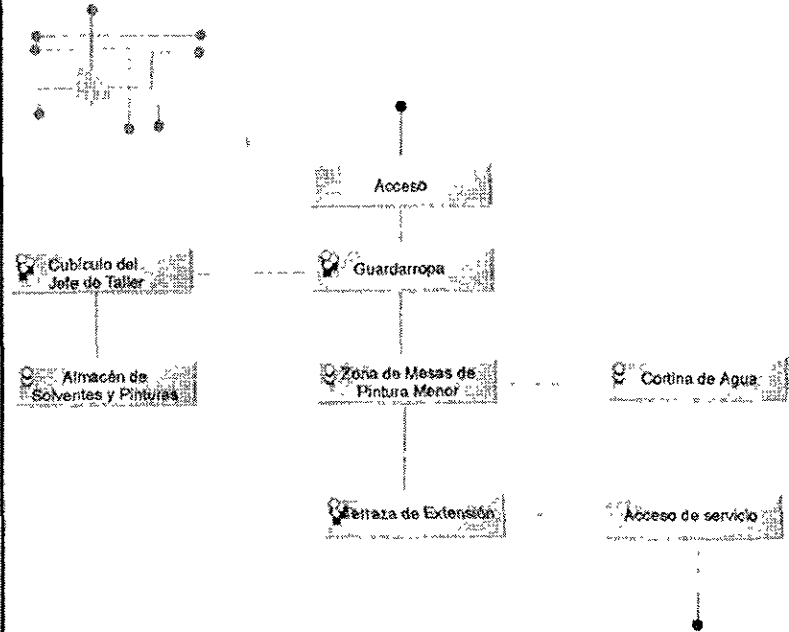 Acceso
Cubículo del
Jefe de Taller
Guardarropa
Almacén de
Solventes y Pinturas
Zona de Mesas de
Pintura Menor
Cortina de Agua
Terraza de Extensión
Acceso de servicio